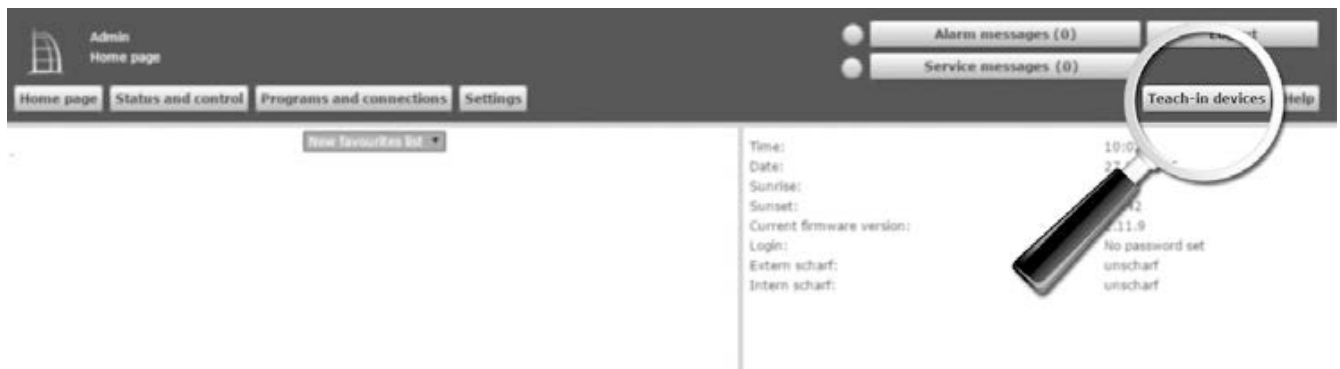 Admin
Home page
Alarm messages (0)
Service messages (0)
Home page Status and control Programs and connections Settings Teach-in devices Help
New favourites list
Time:
Date:
Sunrise:
Sunset:
Current firmware version:
Login: No password set
Extern scharf: unscharf
Intern scharf: unscharf